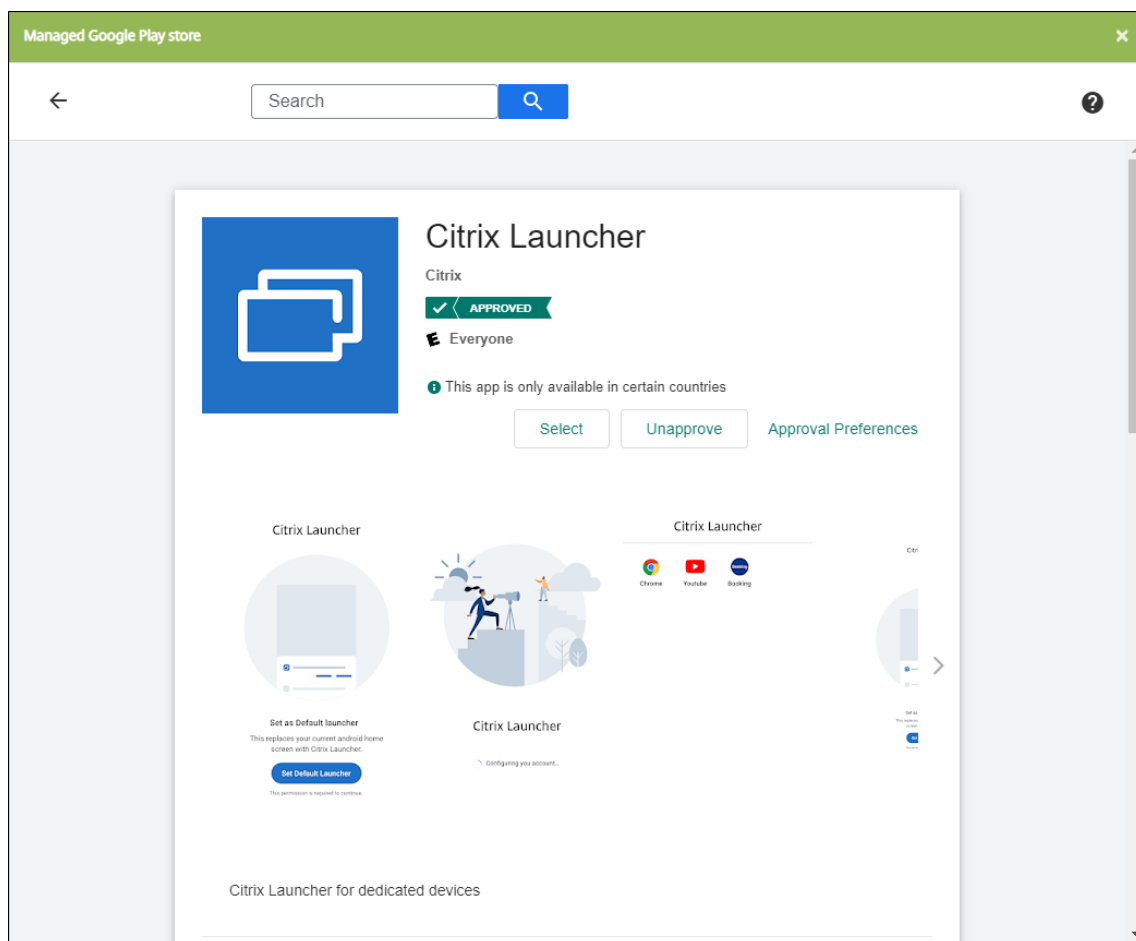 Managed Google Play store
Search
Citrix Launcher
Citrix
APPROVED
E Everyone
This app is only available in certain countries
Select Unapprove Approval Preferences
Citrix Launcher
Set as Default launcher
This replaces your current android home
screen with Citrix Launcher.
Set Default Launcher
This permission is required to continue.
Citrix Launcher
Configuring you account...
Citrix Launcher
Chrome Youtube Booking
Citrix Launcher for dedicated devices